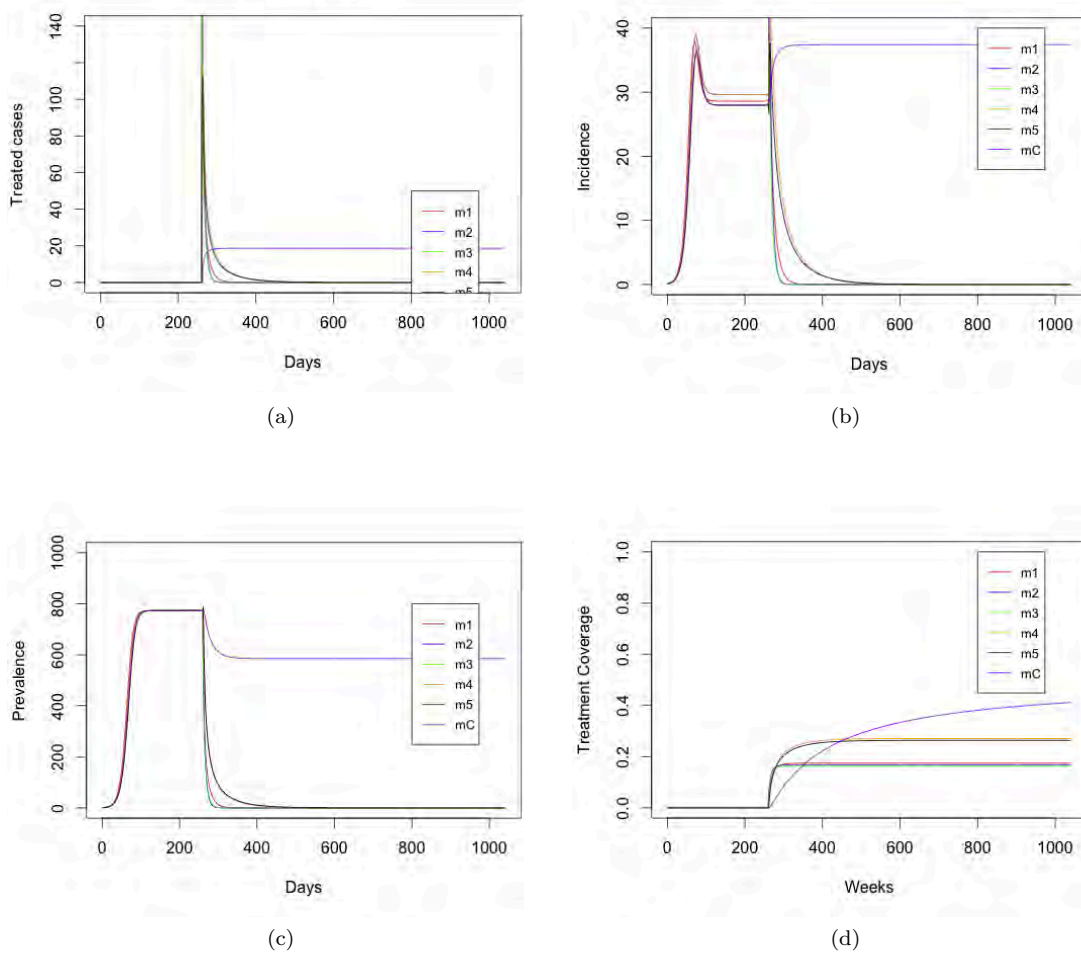 Treated cases
140
100
80
60
40
20
0
m1
m2
m3
m4
m5
0 200 400 600 800 1000
Days
(a)
Incidence
40
30
20
10
0
m1
m2
m3
m4
m5
mC
0 200 400 600 800 1000
Days
(b)
Prevalence
1000
800
600
400
200
0
m1
m2
m3
m4
m5
mC
0 200 400 600 800 1000
Days
(c)
Treatment Coverage
1.0
0.8
0.6
0.4
0.2
0.0
m1
m2
m3
m4
m5
mC
0 200 400 600 800 1000
Weeks
(d)